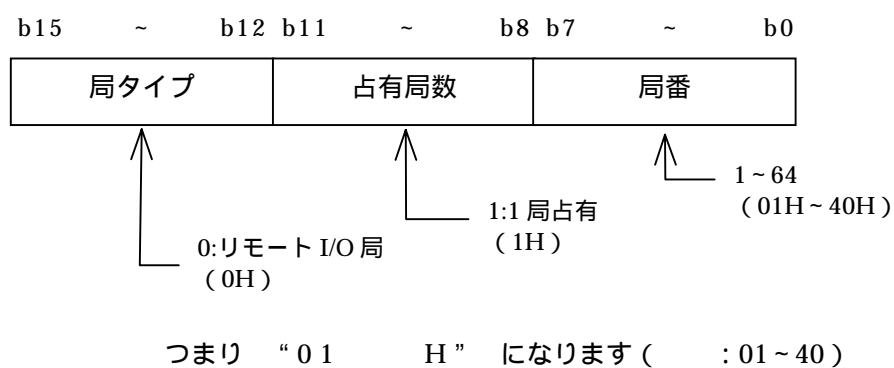 b15 ~ b12 b11 ~ b8 b7 ~ b0
局タイプ 占有局数 局番
1~64
(01H~40H)
1:1 局占有
(1H)
0:リモート I/O 局
(0H)
つまり “01 H” になります( :01~40)